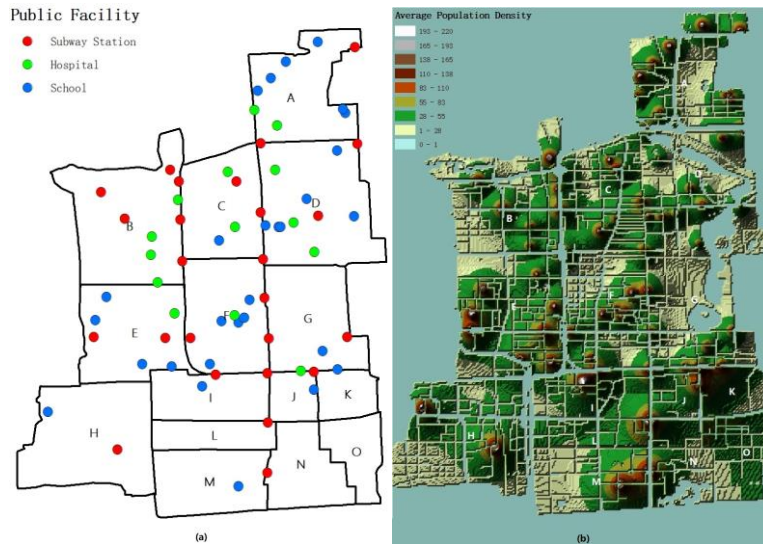 Public Facility
Subway Station
Hospital
School
A
B
C
D
E
F
G
H
I
J
K
L
M
N
O
(a)
Average Population Density
193 - 220
165 - 193
138 - 165
110 - 138
83 - 110
55 - 83
28 - 55
1 - 28
0 - 1
A
B
C
D
E
F
G
H
I
J
K
L
M
N
O
(b)